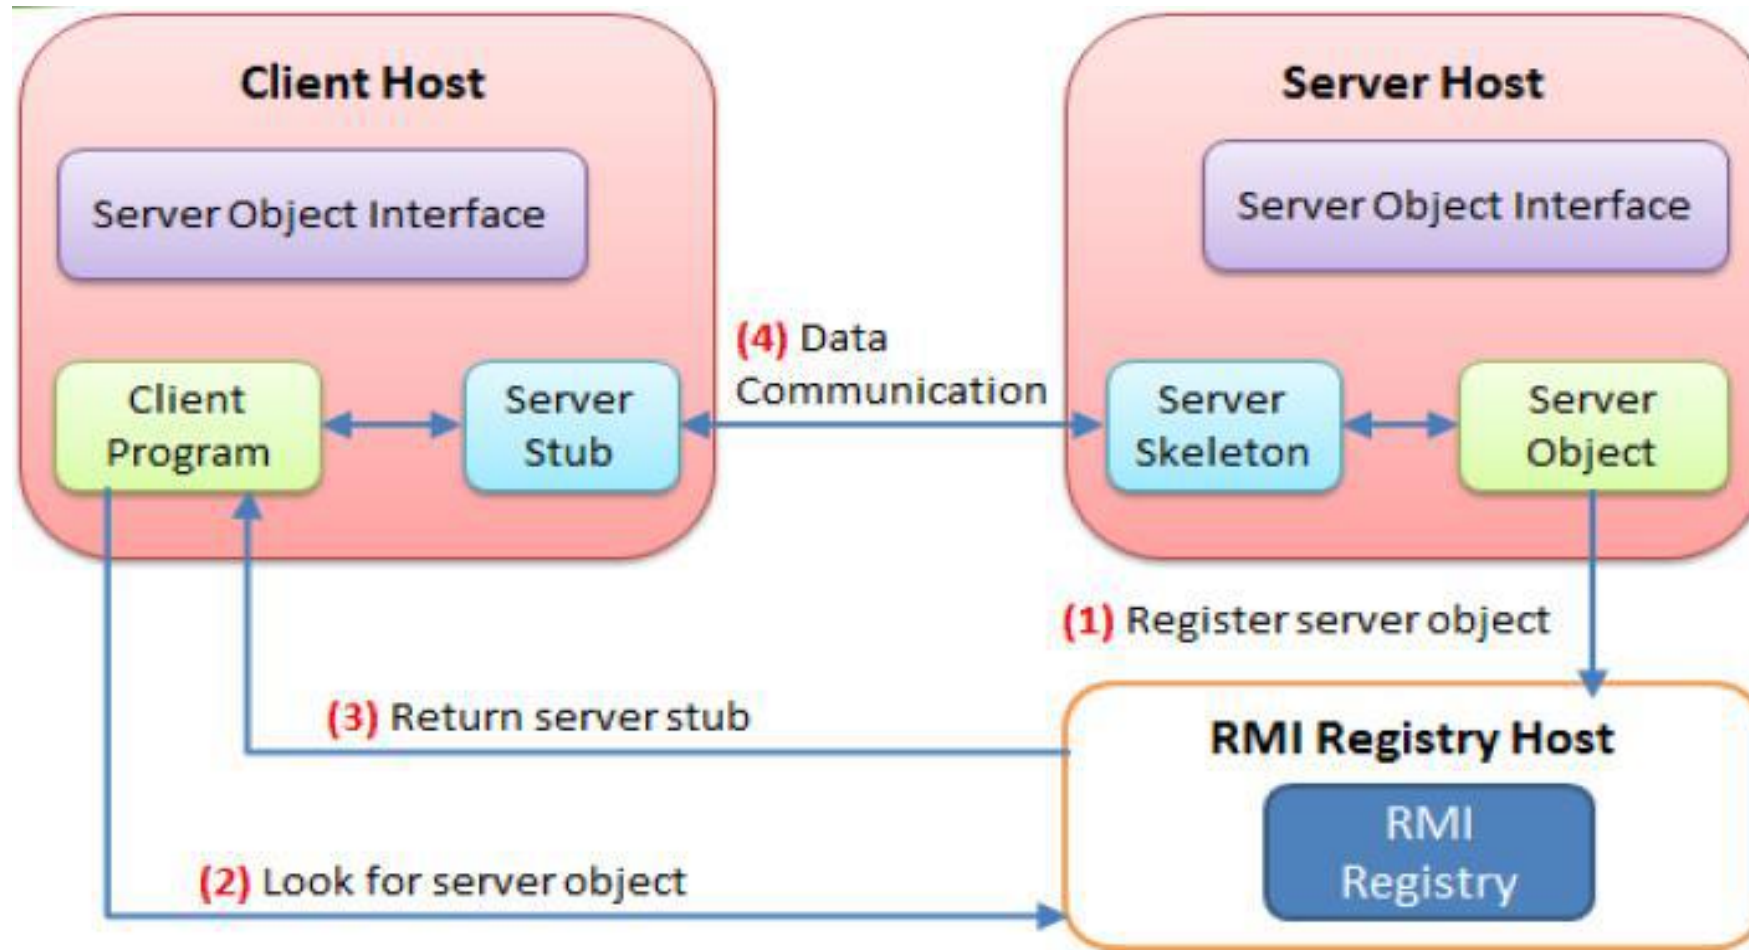 Client Host
Server Object Interface
Client
Program
Server
Stub
(4) Data
Communication
Server Host
Server Object Interface
Server
Skeleton
Server
Object
(1) Register server object
(3) Return server stub
(2) Look for server object
RMI Registry Host
RMI
Registry